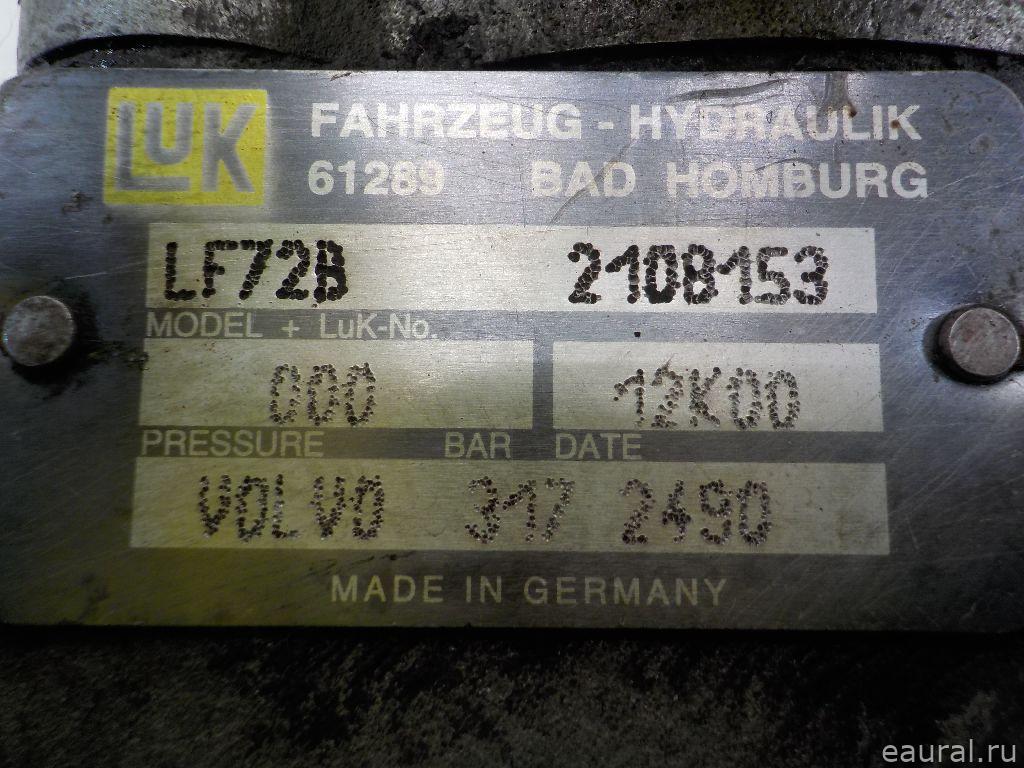 LUK FAHRZEUG - HYDRAULIK
61289 BAD HOMBURG
LF72B 2108153
MODEL + LuK-No.
000 12K00
PRESSURE BAR DATE
VOLVO 317 2490
MADE IN GERMANY
eaural.ru